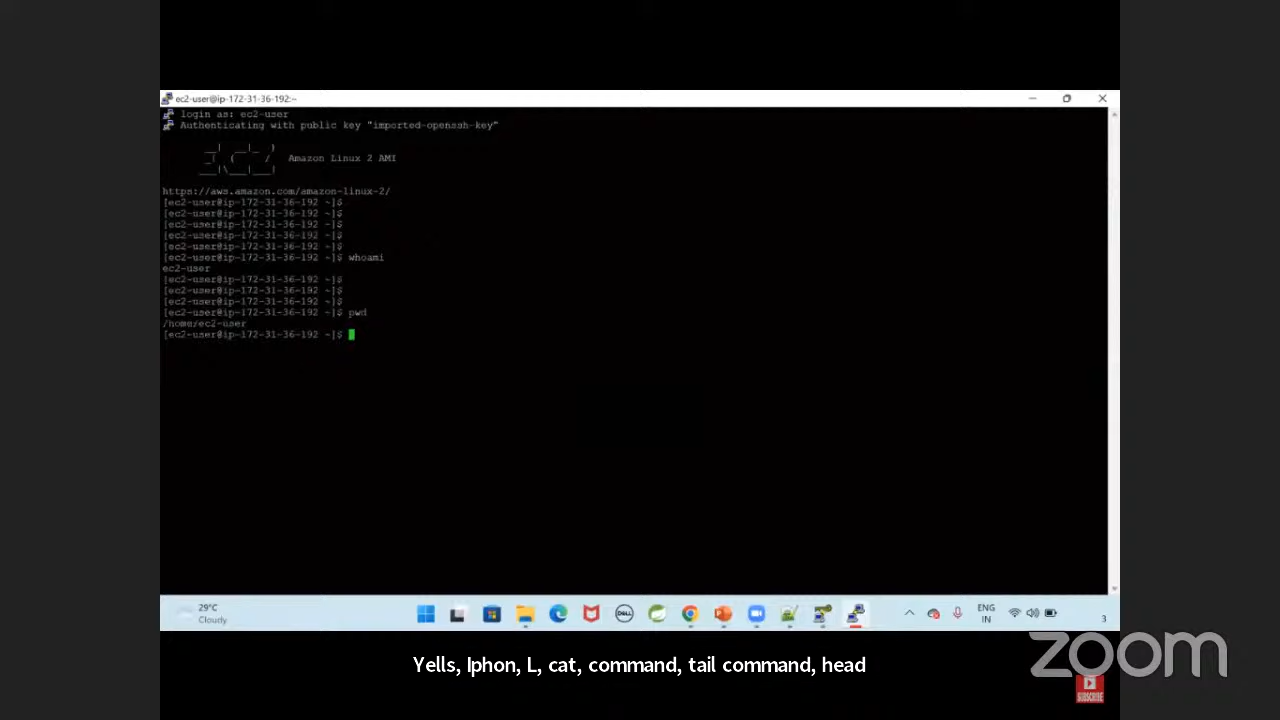 ec2-user@ip-172-31-36-192:~
login as: ec2-user
Authenticating with public key "imported-openssh-key"
Amazon Linux 2 AMI
https://aws.amazon.com/amazon-linux-2/
[ec2-user@ip-172-31-36-192 ~]$
[ec2-user@ip-172-31-36-192 ~]$
[ec2-user@ip-172-31-36-192 ~]$
[ec2-user@ip-172-31-36-192 ~]$
[ec2-user@ip-172-31-36-192 ~]$
[ec2-user@ip-172-31-36-192 ~]$ whoami
ec2-user
[ec2-user@ip-172-31-36-192 ~]$
[ec2-user@ip-172-31-36-192 ~]$
[ec2-user@ip-172-31-36-192 ~]$
[ec2-user@ip-172-31-36-192 ~]$ pwd
/home/ec2-user
[ec2-user@ip-172-31-36-192 ~]$
29°C
Cloudy
DELL
ENG
IN
3
Yells, Iphon, L, cat, command, tail command, head
zoom
SUBSCRIBE